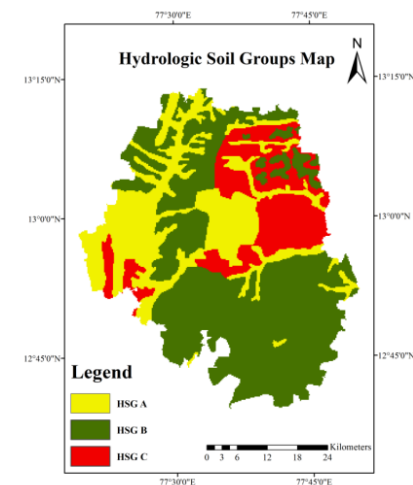 77°30'0"E 77°45'0"E
N
Hydrologic Soil Groups Map
13°15'0"N 13°15'0"N
13°0'0"N 13°0'0"N
12°45'0"N 12°45'0"N
Legend
HSG A
HSG B
HSG C
Kilometers
0 3 6 12 18 24
77°30'0"E 77°45'0"E